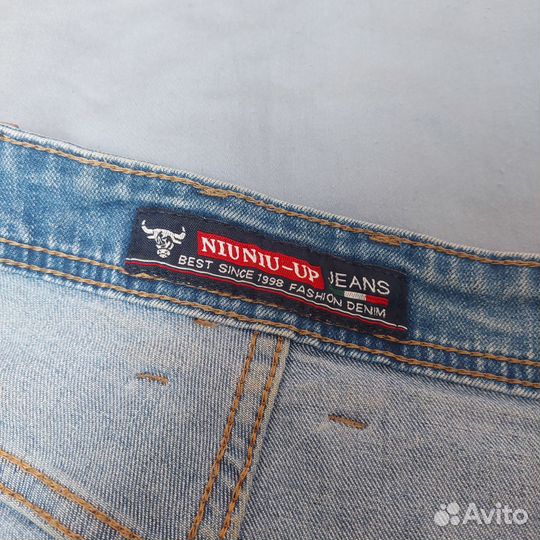 NIUNIU-UP JEANS
BEST SINCE 1998 FASHION DENIM
Avito